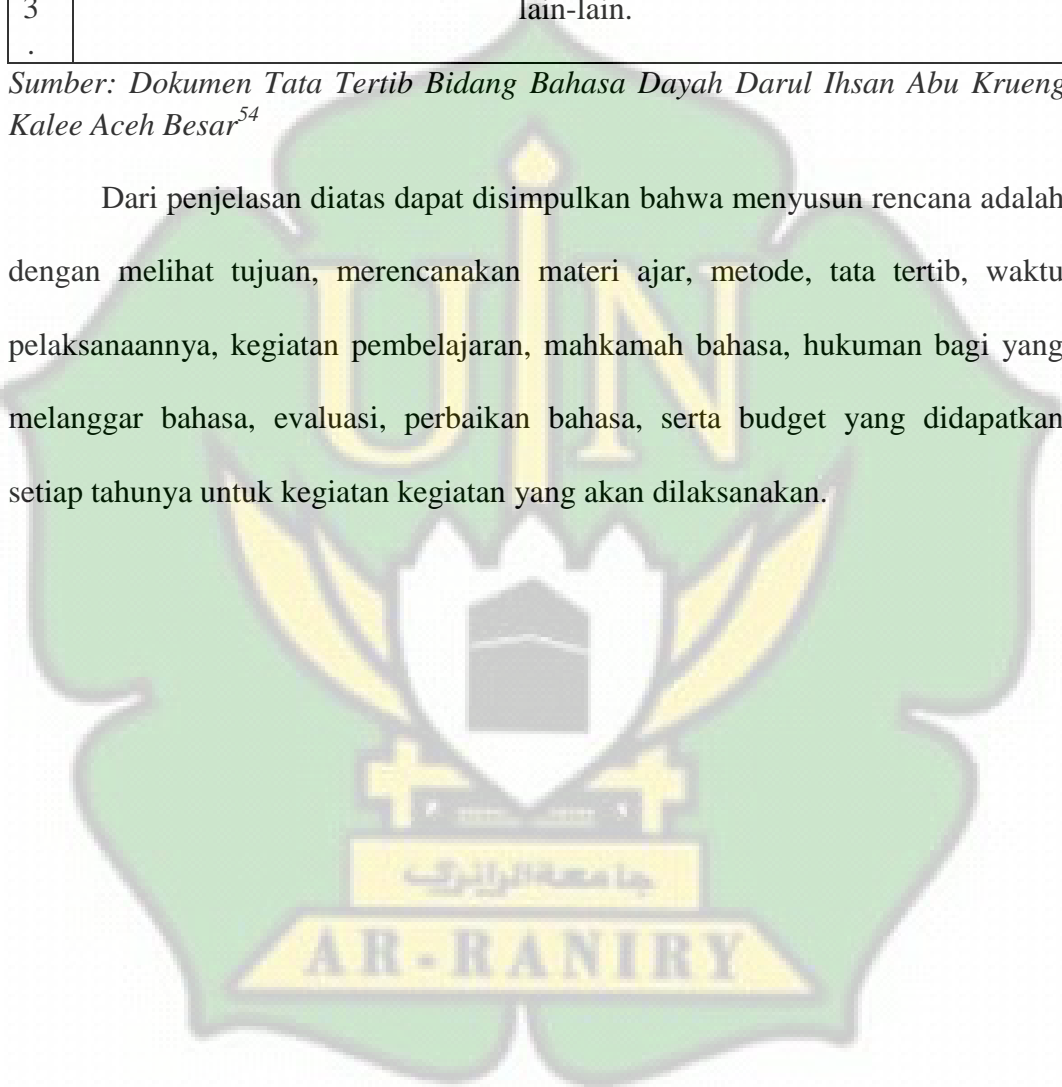 3
lain-lain.
.
Sumber: Dokumen Tata Tertib Bidang Bahasa Dayah Darul Ihsan Abu Krueng
Kalee Aceh Besar54
Dari penjelasan diatas dapat disimpulkan bahwa menyusun rencana adalah
dengan melihat tujuan, merencanakan materi ajar, metode, tata tertib, waktu
pelaksanaannya, kegiatan pembelajaran, mahkamah bahasa, hukuman bagi yang
melanggar bahasa, evaluasi, perbaikan bahasa, serta budget yang didapatkan
setiap tahunya untuk kegiatan kegiatan yang akan dilaksanakan.
UIN
جامعة الرانري
AR-RANIRY